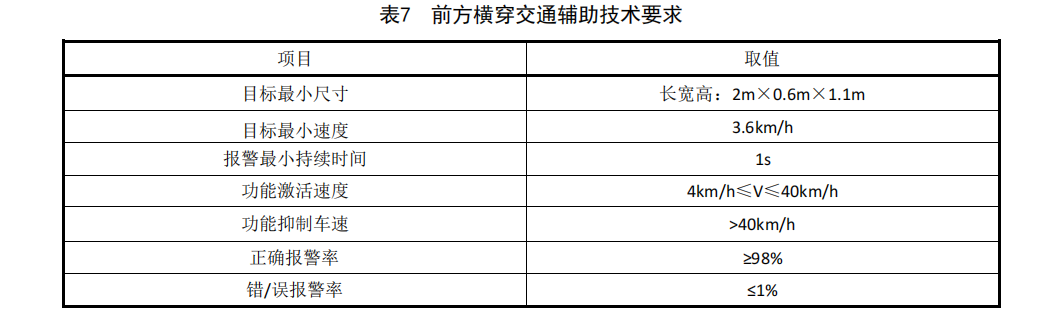 表7 前方横穿交通辅助技术要求
项目 取值
目标最小尺寸 长宽高：2m×0.6m×1.1m
目标最小速度 3.6km/h
报警最小持续时间 1s
功能激活速度 4km/h≤V≤40km/h
功能抑制车速 >40km/h
正确报警率 ≥98%
错/误报警率 ≤1%